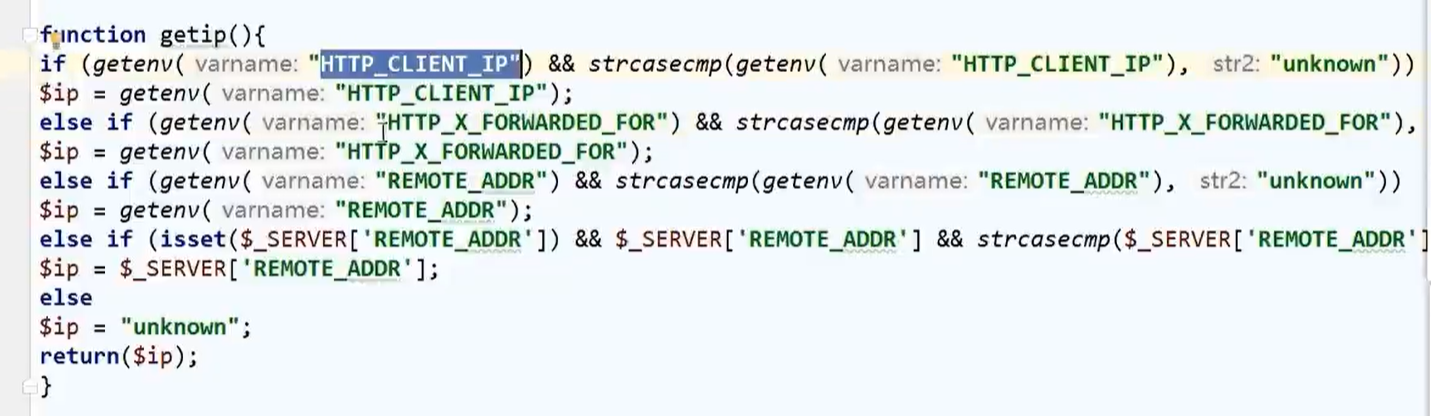 function getip(){
if (getenv( varname: "HTTP_CLIENT_IP") && strcasecmp(getenv( varname: "HTTP_CLIENT_IP"), str2: "unknown"))
$ip = getenv( varname: "HTTP_CLIENT_IP");
else if (getenv( varname: "HTTP_X_FORWARDED_FOR") && strcasecmp(getenv( varname: "HTTP_X_FORWARDED_FOR"),
$ip = getenv( varname: "HTTP_X_FORWARDED_FOR");
else if (getenv( varname: "REMOTE_ADDR") && strcasecmp(getenv( varname: "REMOTE_ADDR"), str2: "unknown"))
$ip = getenv( varname: "REMOTE_ADDR");
else if (isset($_SERVER['REMOTE_ADDR']) && $_SERVER['REMOTE_ADDR'] && strcasecmp($_SERVER['REMOTE_ADDR']
$ip = $_SERVER['REMOTE_ADDR'];
else
$ip = "unknown";
return($ip);
}